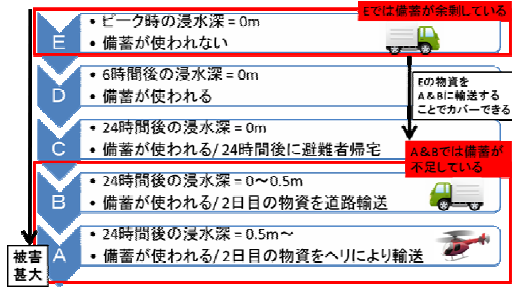 Eでは備蓄が余剰している
E
• ピーク時の浸水深 = 0m
• 備蓄が使われない
Eの物資を
A&Bに輸送する
ことでカバーできる
D
• 6時間後の浸水深 = 0m
• 備蓄が使われる
C
• 24時間後の浸水深 = 0m
• 備蓄が使われる/ 24時間後に避難者帰宅
A&Bでは備蓄が
不足している
B
• 24時間後の浸水深 = 0~0.5m
• 備蓄が使われる/ 2日目の物資を道路輸送
A
• 24時間後の浸水深 = 0.5m~
• 備蓄が使われる/ 2日目の物資をヘリにより輸送
被害
甚大